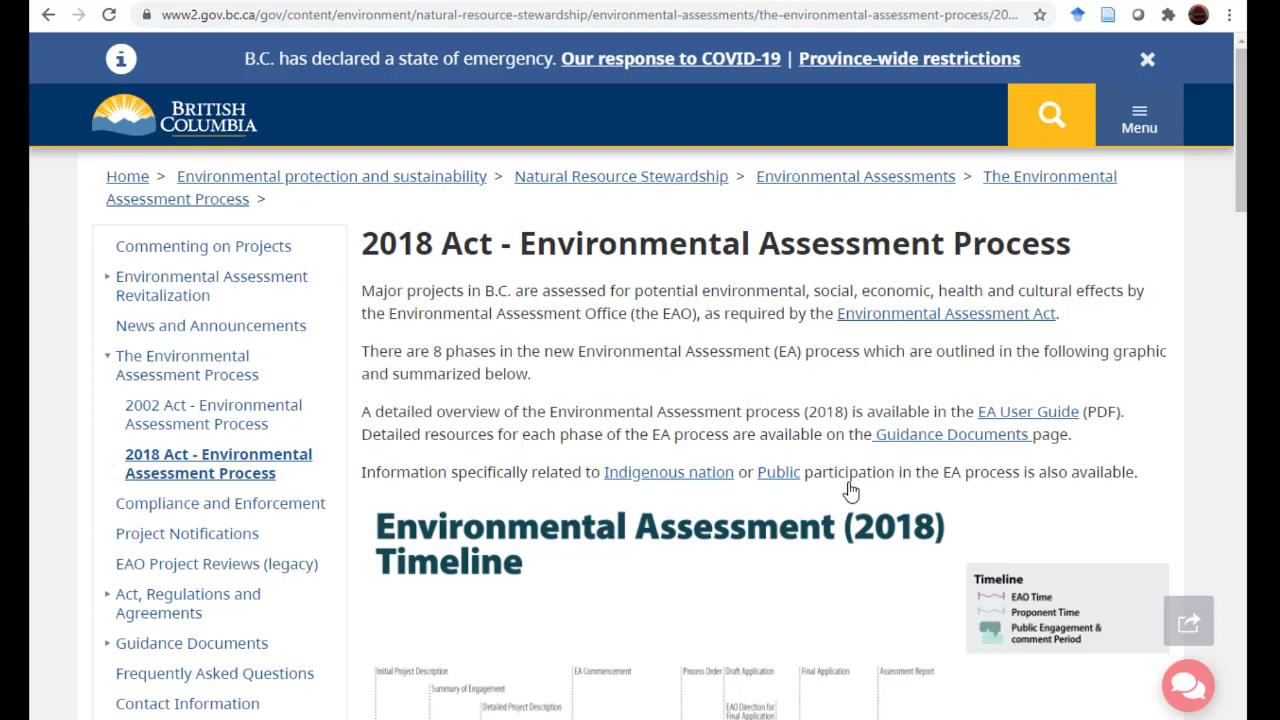 www2.gov.bc.ca/gov/content/environment/natural-resource-stewardship/environmental-assessments/the-environmental-assessment-process/20...
B.C. has declared a state of emergency. Our response to COVID-19 | Province-wide restrictions
BRITISH
COLUMBIA
Menu
Home > Environmental protection and sustainability > Natural Resource Stewardship > Environmental Assessments > The Environmental
Assessment Process >
Commenting on Projects
Environmental Assessment
Revitalization
News and Announcements
The Environmental
Assessment Process
2002 Act - Environmental
Assessment Process
2018 Act - Environmental
Assessment Process
Compliance and Enforcement
Project Notifications
EAO Project Reviews (legacy)
Act, Regulations and
Agreements
Guidance Documents
Frequently Asked Questions
Contact Information
2018 Act - Environmental Assessment Process
Major projects in B.C. are assessed for potential environmental, social, economic, health and cultural effects by
the Environmental Assessment Office (the EAO), as required by the Environmental Assessment Act.
There are 8 phases in the new Environmental Assessment (EA) process which are outlined in the following graphic
and summarized below.
A detailed overview of the Environmental Assessment process (2018) is available in the EA User Guide (PDF).
Detailed resources for each phase of the EA process are available on the Guidance Documents page.
Information specifically related to Indigenous nation or Public participation in the EA process is also available.
Environmental Assessment (2018)
Timeline
Timeline
EAO Time
Proponent Time
Public Engagement &
comment Period
Initial Project Description
EA Commencement
Process Order
Draft Application
Final Application
Assessment Report
Summary of Engagement
Detailed Project Description
EAO Direction for
Final Application